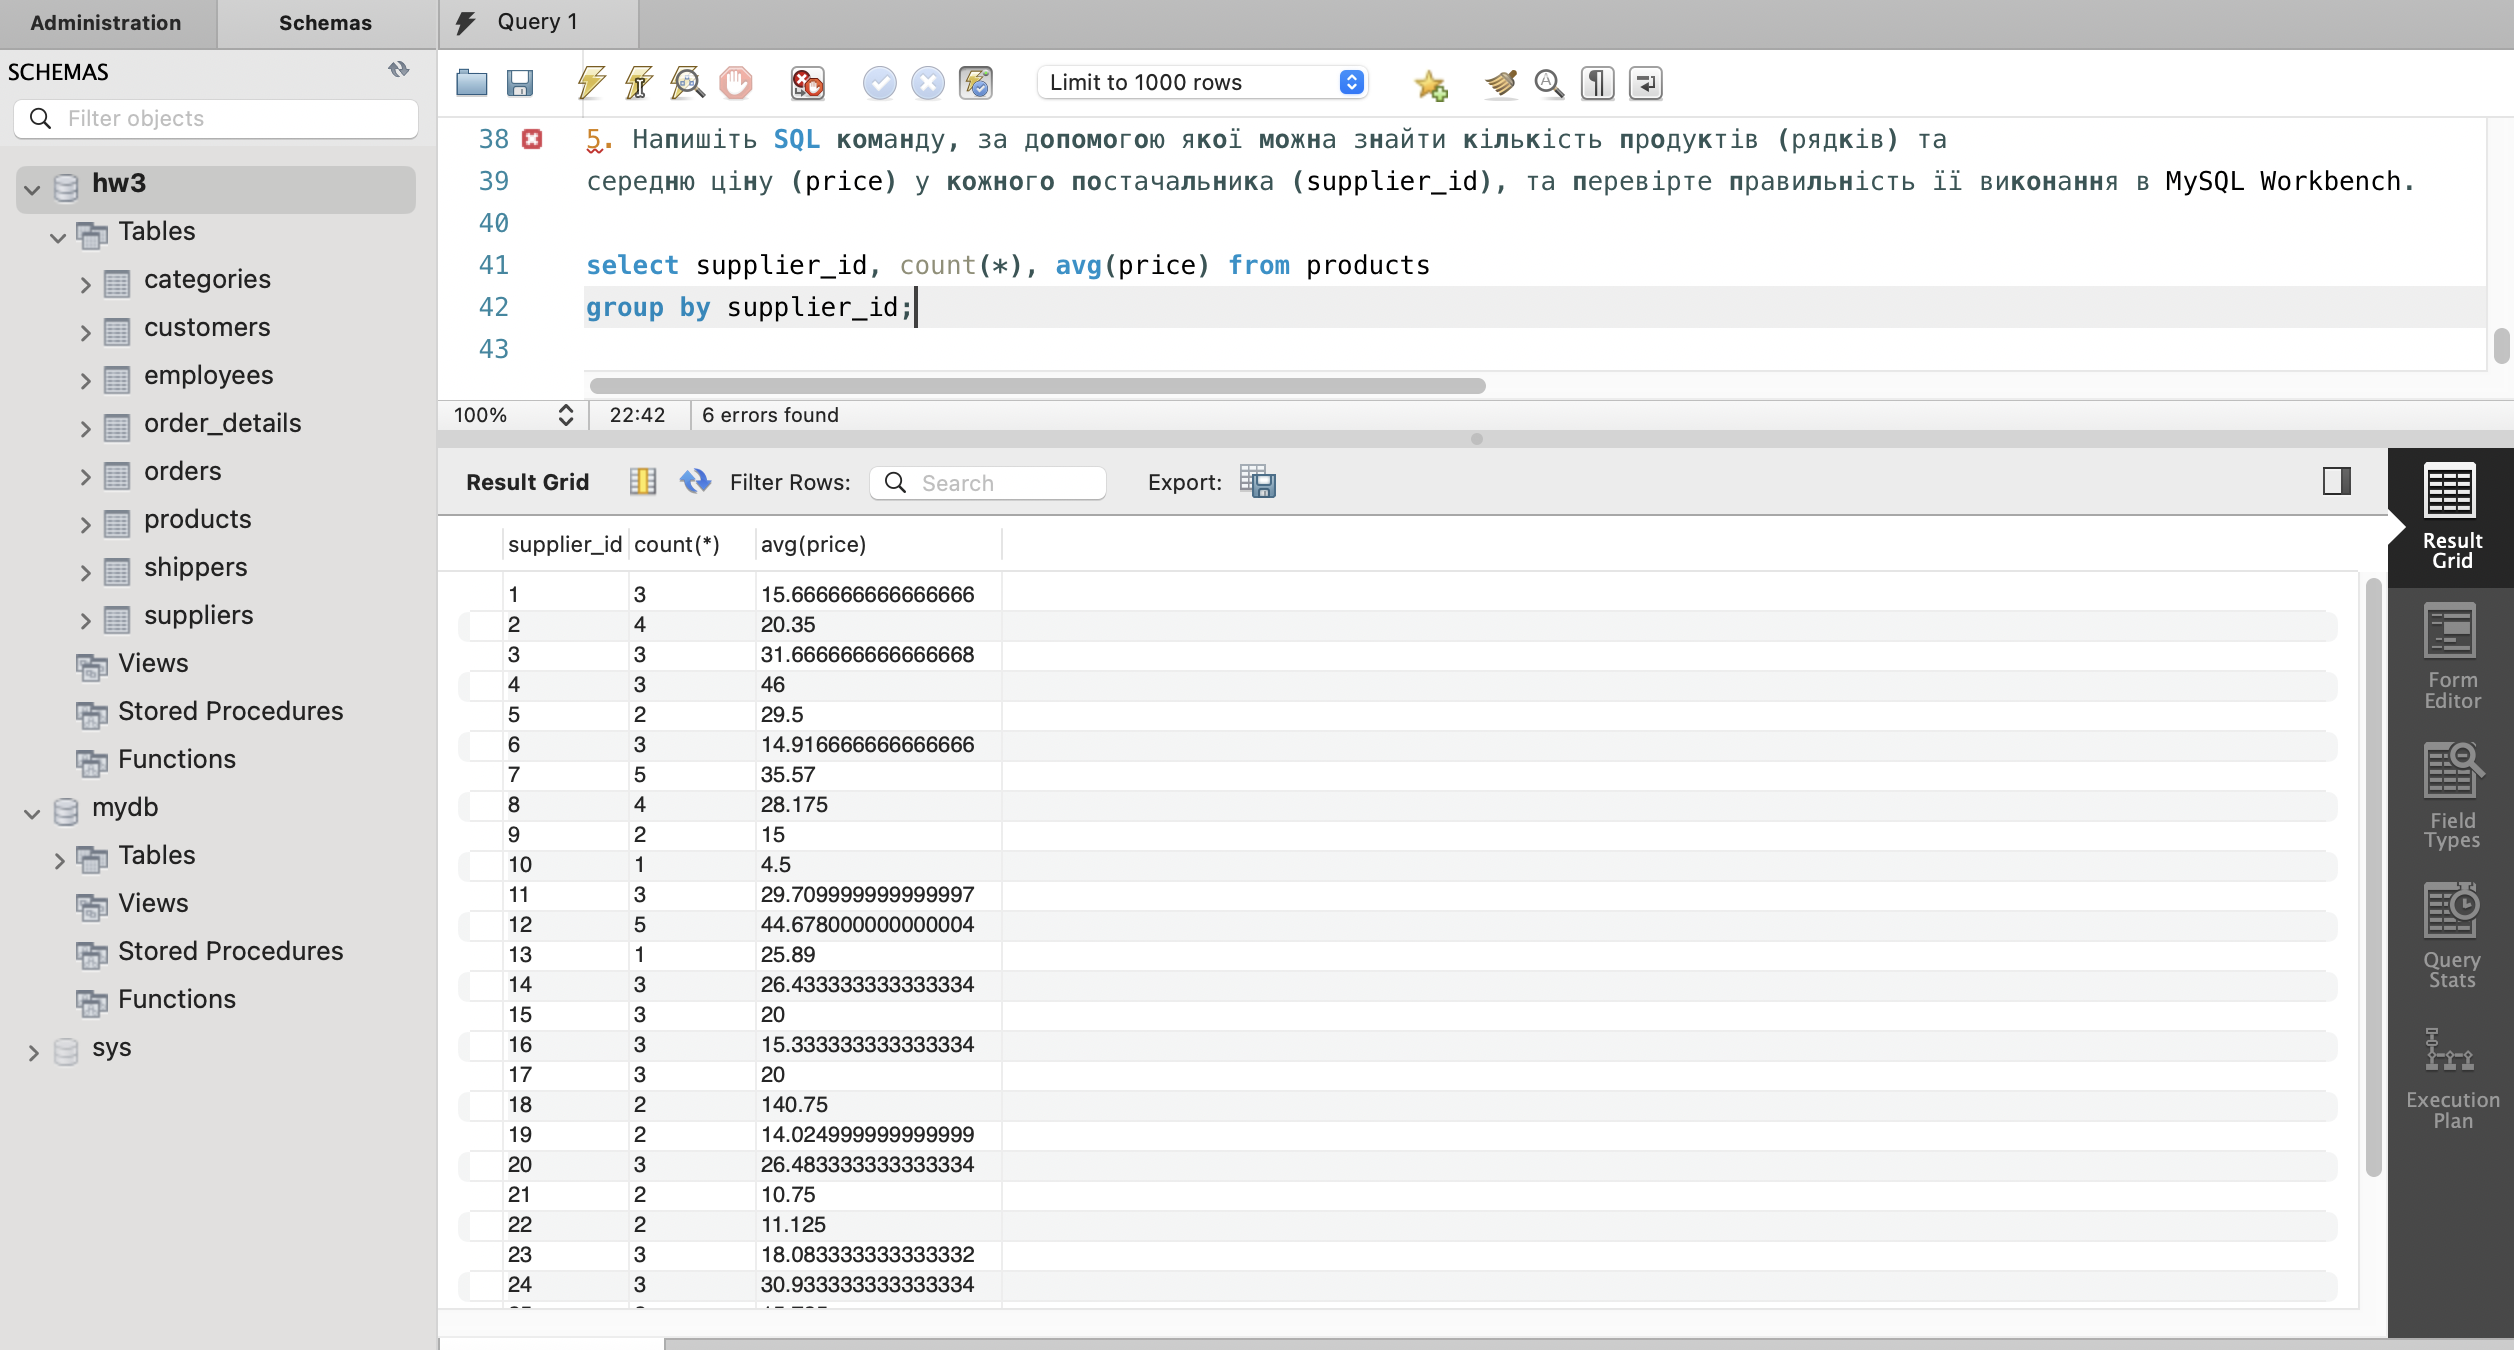 Administration
Schemas
Query 1
SCHEMAS
Filter objects
hw3
Tables
categories
customers
employees
order_details
orders
products
shippers
suppliers
Views
Stored Procedures
Functions
mydb
Tables
Views
Stored Procedures
Functions
sys
Limit to 1000 rows
38 5. Напишіть SQL команду, за допомогою якої можна знайти кількість продуктів (рядків) та
39 середню ціну (price) у кожного постачальника (supplier_id), та перевірте правильність її виконання в MySQL Workbench.
40
41 select supplier_id, count(*), avg(price) from products
42 group by supplier_id;
43
100% 22:42 6 errors found
Result Grid Filter Rows: Search Export:
supplier_id count(*) avg(price)
1 3 15.666666666666666
2 4 20.35
3 3 31.666666666666668
4 3 46
5 2 29.5
6 3 14.916666666666666
7 5 35.57
8 4 28.175
9 2 15
10 1 4.5
11 3 29.709999999999997
12 5 44.678000000000004
13 1 25.89
14 3 26.433333333333334
15 3 20
16 3 15.333333333333334
17 3 20
18 2 140.75
19 2 14.024999999999999
20 3 26.483333333333334
21 2 10.75
22 2 11.125
23 3 18.083333333333332
24 3 30.933333333333334
Result
Grid
Form
Editor
Field
Types
Query
Stats
Execution
Plan